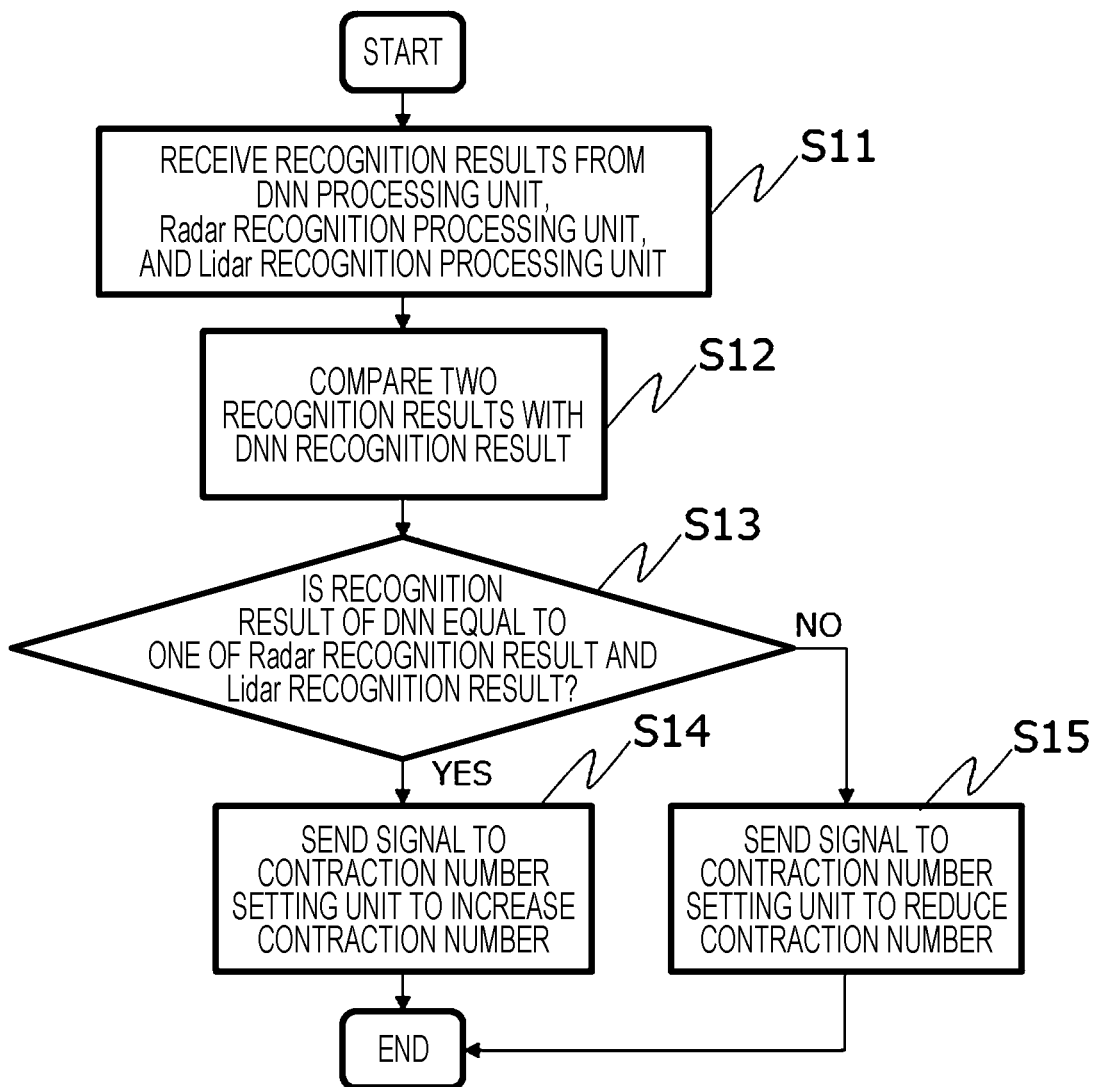 START
RECEIVE RECOGNITION RESULTS FROM
DNN PROCESSING UNIT,
Radar RECOGNITION PROCESSING UNIT,
AND Lidar RECOGNITION PROCESSING UNIT
S11
COMPARE TWO
RECOGNITION RESULTS WITH
DNN RECOGNITION RESULT
S12
IS RECOGNITION
RESULT OF DNN EQUAL TO
ONE OF Radar RECOGNITION RESULT AND
Lidar RECOGNITION RESULT?
S13
NO
YES
S14
SEND SIGNAL TO
CONTRACTION NUMBER
SETTING UNIT TO INCREASE
CONTRACTION NUMBER
S15
SEND SIGNAL TO
CONTRACTION NUMBER
SETTING UNIT TO REDUCE
CONTRACTION NUMBER
END